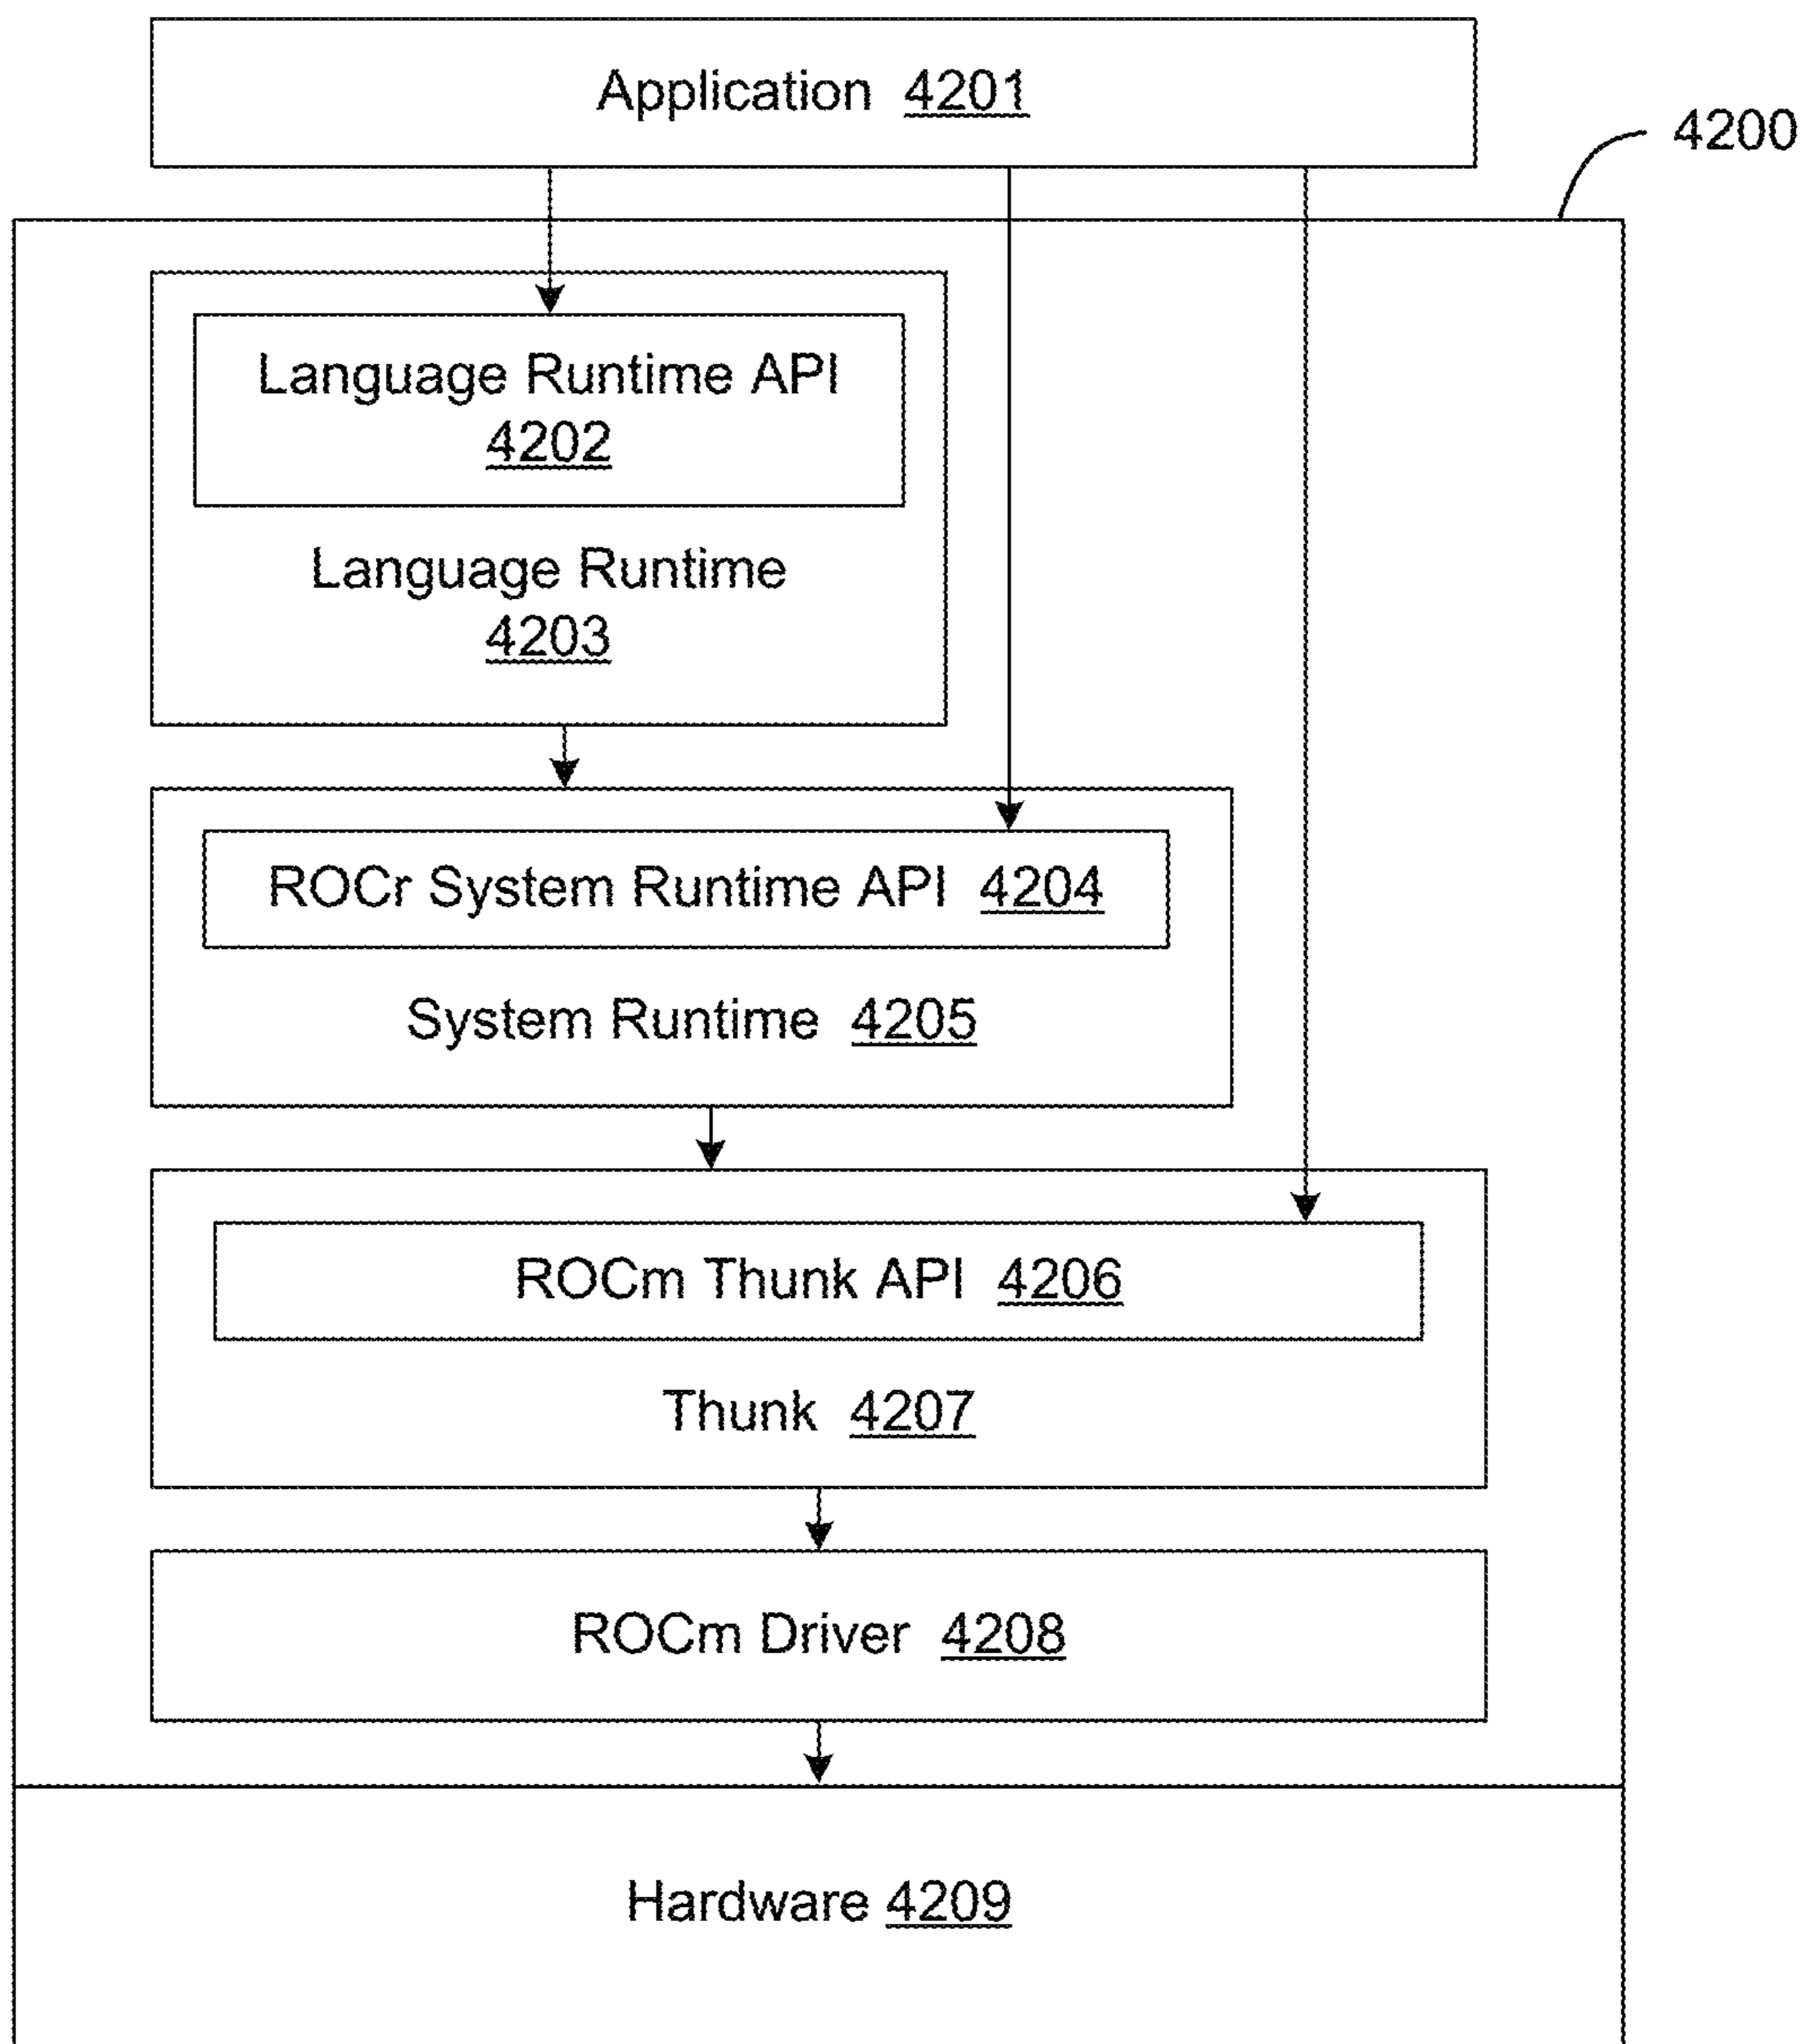 Application 4201
4200
Language Runtime API
4202
Language Runtime
4203
ROCr System Runtime API 4204
System Runtime 4205
ROCm Thunk API 4206
Thunk 4207
ROCm Driver 4208
Hardware 4209